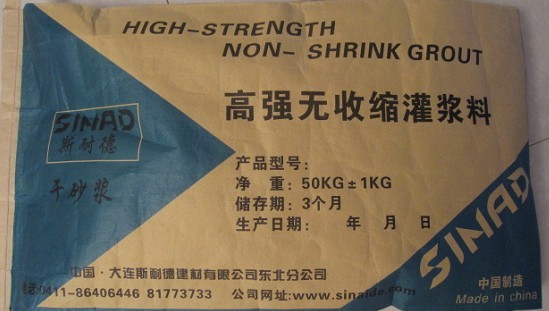 HIGH-STRENGTH
NON- SHRINK GROUT
高强无收缩灌浆料
SINAD
斯耐德
干砂浆
产品型号:
净 重: 50KG±1KG
储存期: 3个月
生产日期: 年 月 日
SINAD
中国·大连斯耐德建材有限公司东北分公司
电话:0411-86406446 81773733 公司网址:www.sinaide.com
中国制造
Made in china